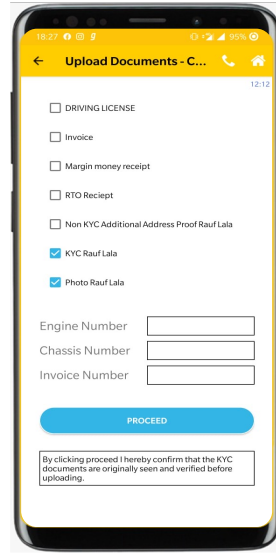 18:27 95%
Upload Documents - C...
12:12
DRIVING LICENSE
Invoice
Margin money receipt
RTO Reciept
Non KYC Additional Address Proof Rauf Lala
KYC Rauf Lala
Photo Rauf Lala
Engine Number
Chassis Number
Invoice Number
PROCEED
By clicking proceed I hereby confirm that the KYC
documents are originally seen and verified before
uploading.